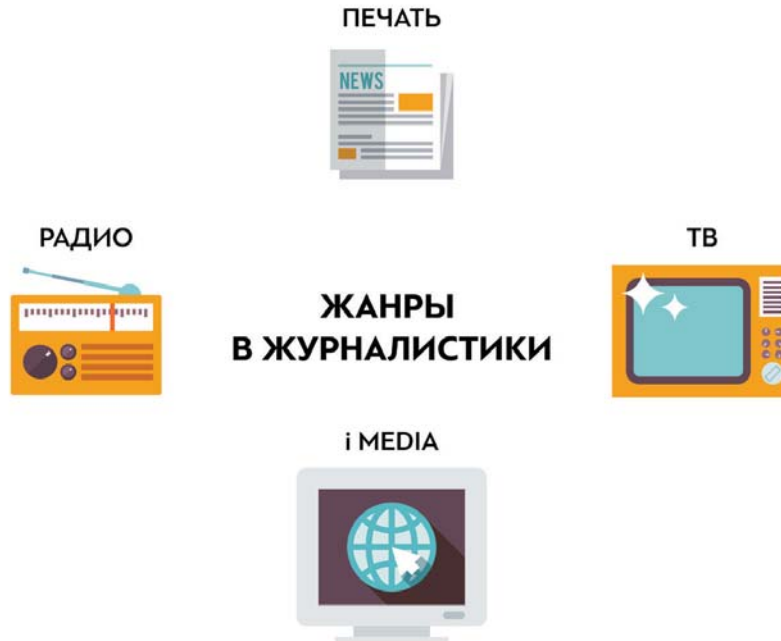 ПЕЧАТЬ
NEWS
РАДИО
ТВ
ЖАНРЫ
В ЖУРНАЛИСТИКИ
i MEDIA